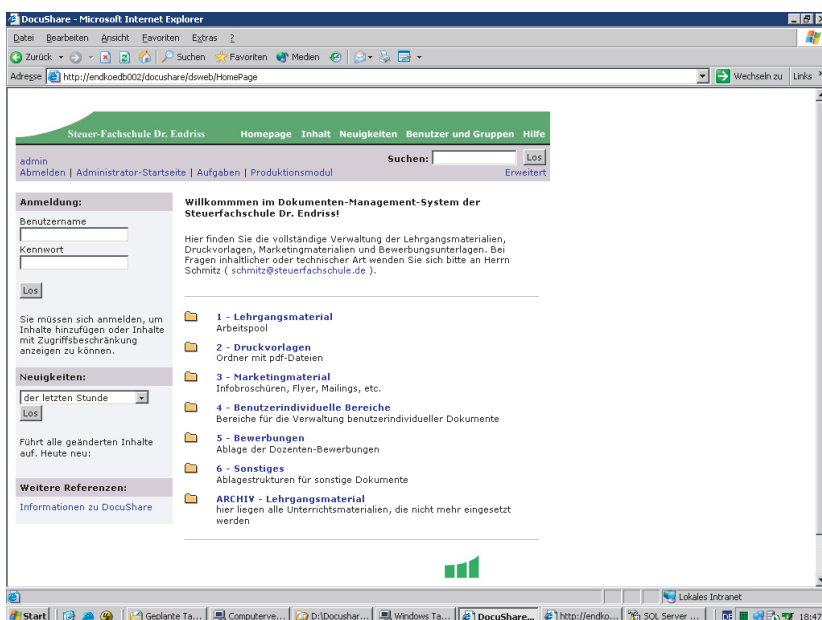 DocuShare - Microsoft Internet Explorer
Datei Bearbeiten Ansicht Favoriten Extras ?
Zurück Suchen Favoriten Medien
Adresse http://endkoedb002/docushare/dsweb/HomePage Wechseln zu Links
Steuer-Fachschule Dr. Endriss Homepage Inhalt Neuigkeiten Benutzer und Gruppen Hilfe
admin Suchen: Los
Abmelden | Administrator-Startseite | Aufgaben | Produktionsmodul Erweitert
Anmeldung:
Benutzername
Kennwort
Los
Sie müssen sich anmelden, um
Inhalte hinzufügen oder Inhalte
mit Zugriffsbeschränkung
anzeigen zu können.
Neuigkeiten:
der letzten Stunde
Los
Führt alle geänderten Inhalte
auf. Heute neu:
Weitere Referenzen:
Informationen zu DocuShare
Willkommmen im Dokumenten-Management-System der
Steuerfachschule Dr. Endriss!
Hier finden Sie die vollständige Verwaltung der Lehrgangsmaterialien,
Druckvorlagen, Marketingmaterialien und Bewerbungsunterlagen. Bei
Fragen inhaltlicher oder technischer Art wenden Sie sich bitte an Herrn
Schmitz ( schmitz@steuerfachschule.de ).
1 - Lehrgangsmaterial
Arbeitspool
2 - Druckvorlagen
Ordner mit pdf-Dateien
3 - Marketingmaterial
Infobroschüren, Flyer, Mailings, etc.
4 - Benutzerindividuelle Bereiche
Bereiche für die Verwaltung benutzerindividueller Dokumente
5 - Bewerbungen
Ablage der Dozenten-Bewerbungen
6 - Sonstiges
Ablagestrukturen für sonstige Dokumente
ARCHIV - Lehrgangsmaterial
hier liegen alle Unterrichtsmaterialien, die nicht mehr eingesetzt
werden
Lokales Intranet
Start Geplante Ta... Computerve... D:\Docushar... Windows Ta... DocuShare... http://endko... SQL Server ... DE 18:47